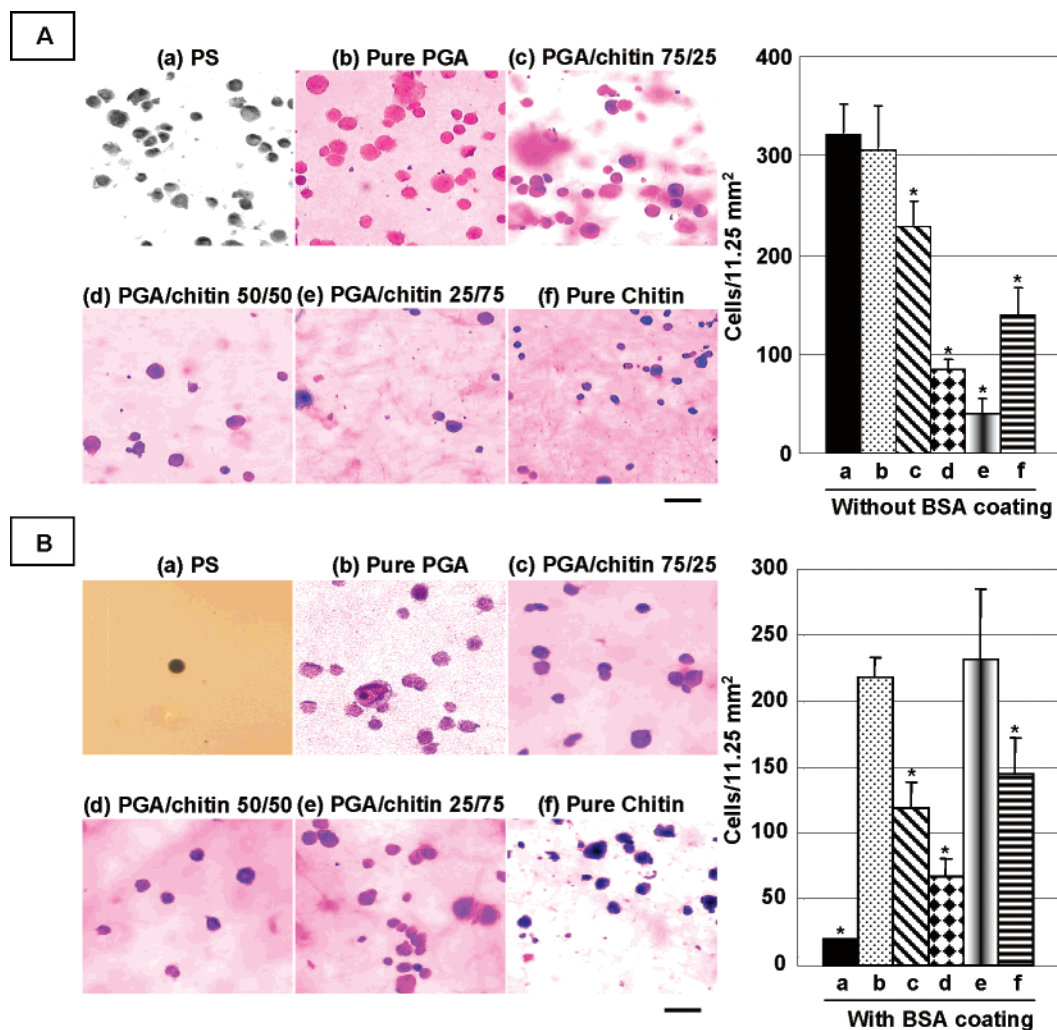 A
(a) PS
(b) Pure PGA
(c) PGA/chitin 75/25
(d) PGA/chitin 50/50
(e) PGA/chitin 25/75
(f) Pure Chitin
400
300
200
100
0
Cells/11.25 mm²
*
*
*
*
a b c d e f
Without BSA coating
B
(a) PS
(b) Pure PGA
(c) PGA/chitin 75/25
(d) PGA/chitin 50/50
(e) PGA/chitin 25/75
(f) Pure Chitin
300
250
200
150
100
50
0
Cells/11.25 mm²
*
*
*
*
a b c d e f
With BSA coating